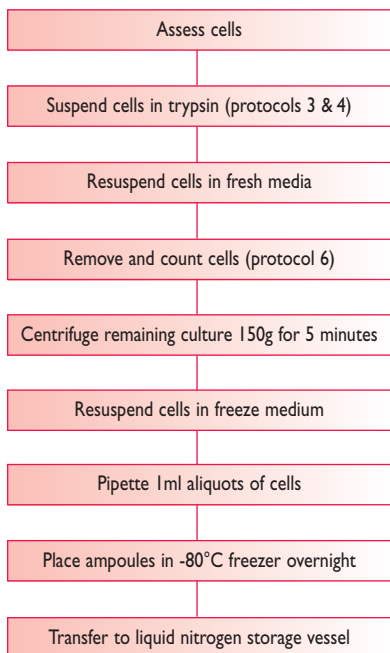 Assess cells
Suspend cells in trypsin (protocols 3 & 4)
Resuspend cells in fresh media
Remove and count cells (protocol 6)
Centrifuge remaining culture 150g for 5 minutes
Resuspend cells in freeze medium
Pipette 1ml aliquots of cells
Place ampoules in -80°C freezer overnight
Transfer to liquid nitrogen storage vessel